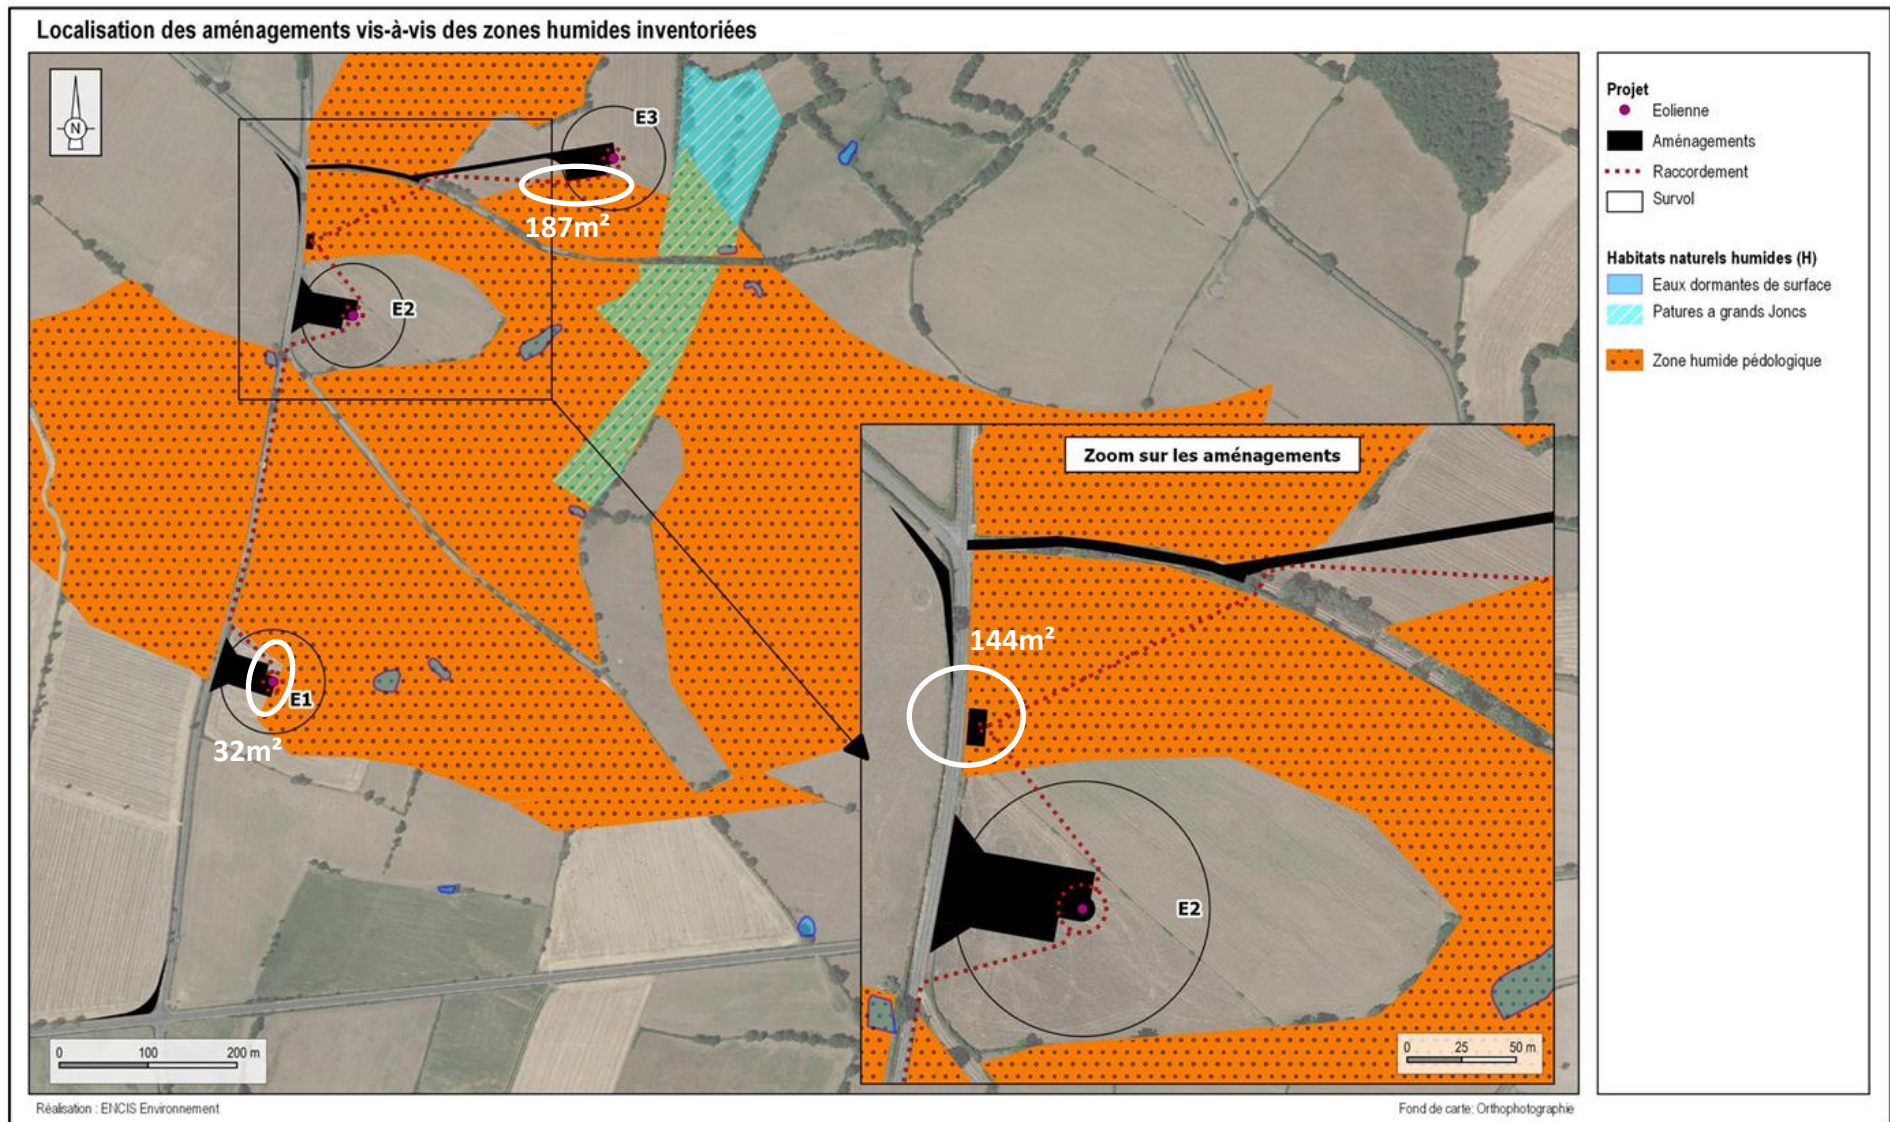 Localisation des aménagements vis-à-vis des zones humides inventoriées
N
E3
187m²
E2
E1
32m²
Zoom sur les aménagements
144m²
E2
0 25 50 m
0 100 200 m
Projet
Eolienne
Aménagements
Raccordement
Survol
Habitats naturels humides (H)
Eaux dormantes de surface
Patures a grands Joncs
Zone humide pédologique
Réalisation : ENCIS Environnement
Fond de carte: Orthophotographie